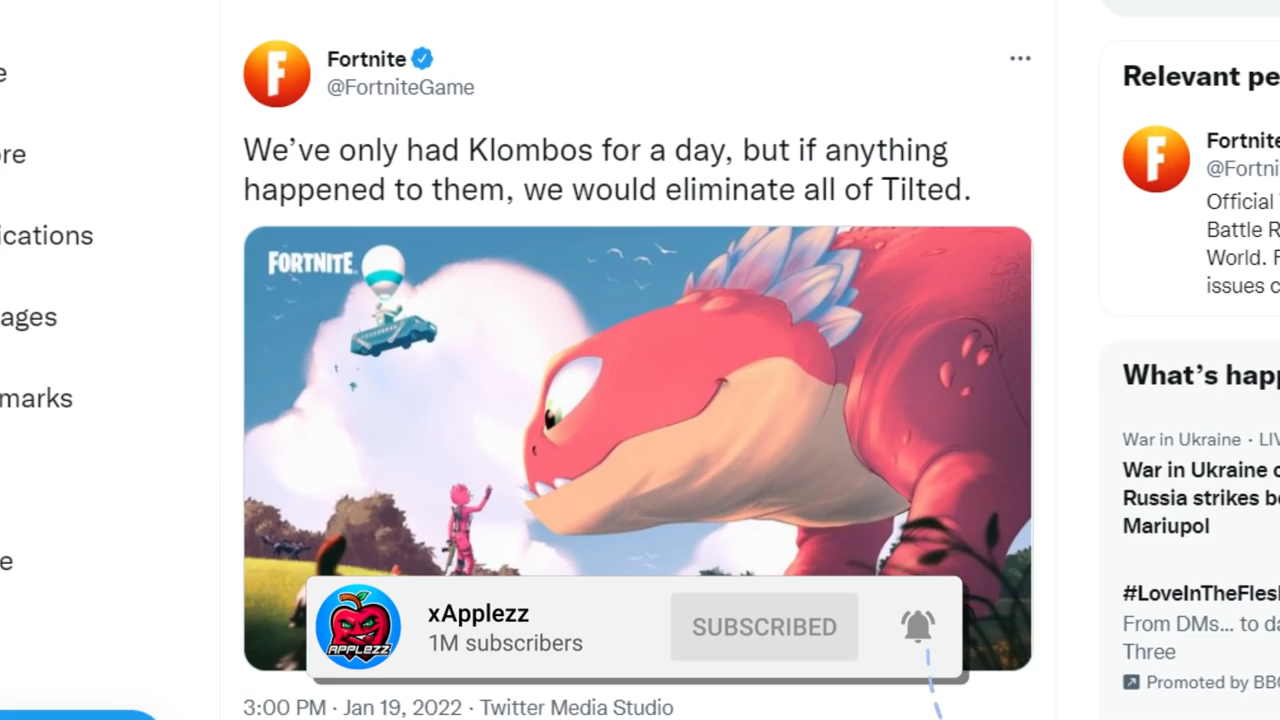 Fortnite
@FortniteGame
We’ve only had Klombos for a day, but if anything
happened to them, we would eliminate all of Tilted.
FORTNITE
xApplezz
1M subscribers
SUBSCRIBED
APPLEZZ
3:00 PM · Jan 19, 2022 · Twitter Media Studio
e
ore
ications
ages
marks
e
Relevant pe
Fortnite
@Fortni
Official
Battle R
World. F
issues c
What’s happ
War in Ukraine · LIV
War in Ukraine
Russia strikes be
Mariupol
#LoveInTheFlesh
From DMs... to da
Three
Promoted by BBC